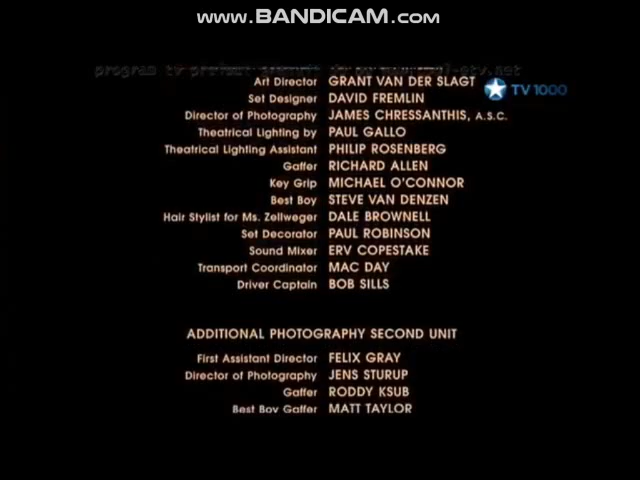 www.BANDICAM.com
program tv
Art Director GRANT VAN DER SLAGT
TV 1000
Set Designer DAVID FREMLIN
Director of Photography JAMES CHRESSANTHIS, A.S.C.
Theatrical Lighting by PAUL GALLO
Theatrical Lighting Assistant PHILIP ROSENBERG
Gaffer RICHARD ALLEN
Key Grip MICHAEL O'CONNOR
Best Boy STEVE VAN DENZEN
Hair Stylist for Ms. Zellweger DALE BROWNELL
Set Decorator PAUL ROBINSON
Sound Mixer ERV COPESTAKE
Transport Coordinator MAC DAY
Driver Captain BOB SILLS
ADDITIONAL PHOTOGRAPHY SECOND UNIT
First Assistant Director FELIX GRAY
Director of Photography JENS STURUP
Gaffer RODDY KSUB
Best Boy Gaffer MATT TAYLOR